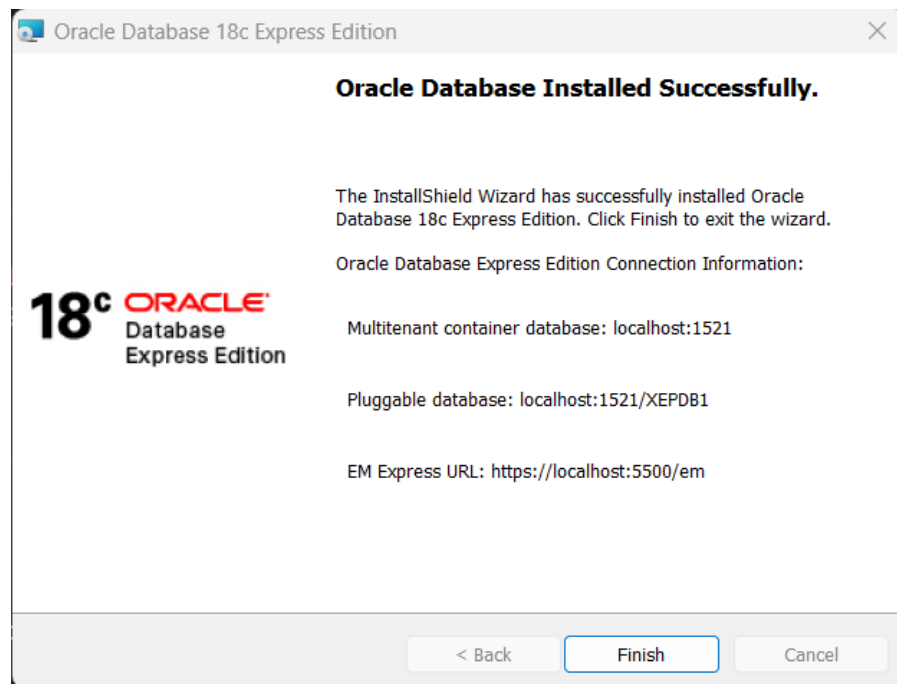 Oracle Database 18c Express Edition
Oracle Database Installed Successfully.
The InstallShield Wizard has successfully installed Oracle
Database 18c Express Edition. Click Finish to exit the wizard.
Oracle Database Express Edition Connection Information:
18c ORACLE
Database
Express Edition
Multitenant container database: localhost:1521
Pluggable database: localhost:1521/XEPDB1
EM Express URL: https://localhost:5500/em
< Back
Finish
Cancel